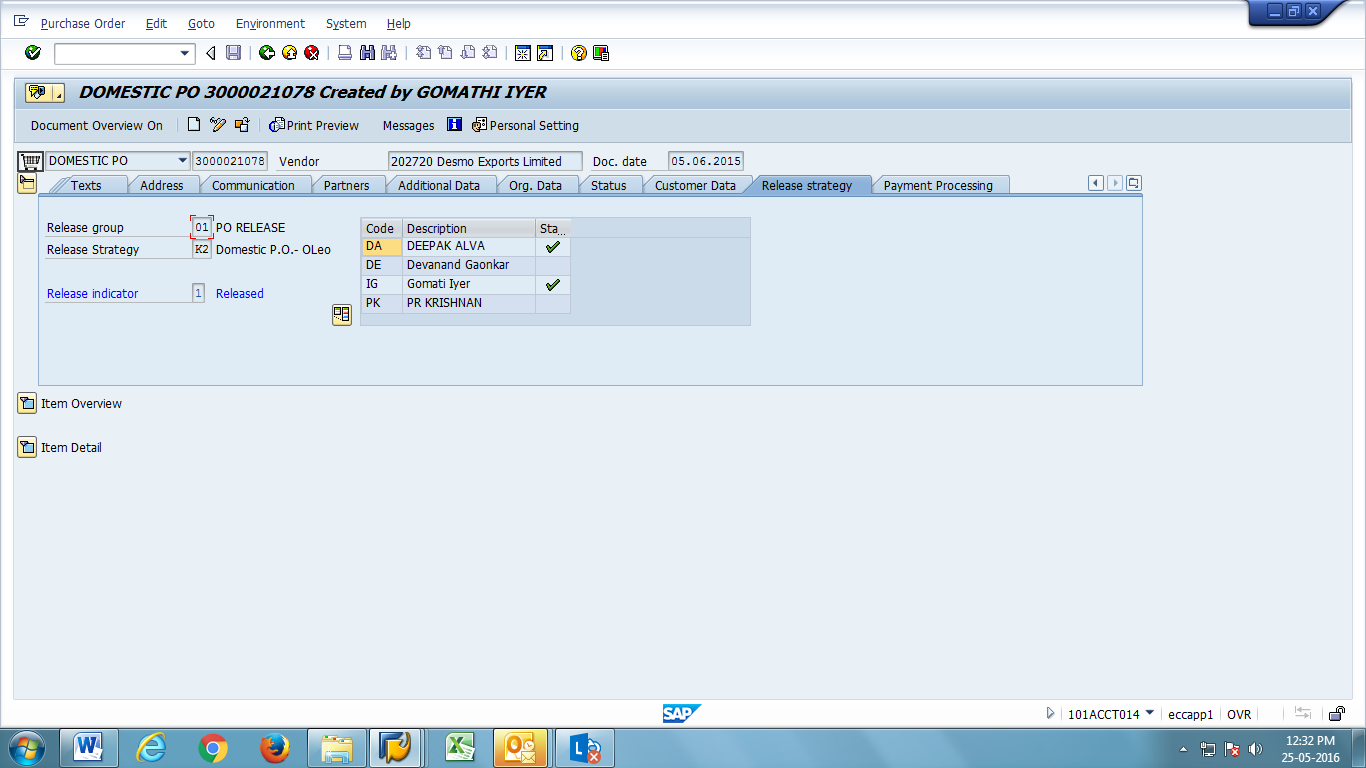 Purchase Order Edit Goto Environment System Help
DOMESTIC PO 3000021078 Created by GOMATHI IYER
Document Overview On Print Preview Messages Personal Setting
DOMESTIC PO 3000021078 Vendor 202720 Desmo Exports Limited Doc. date 05.06.2015
Texts Address Communication Partners Additional Data Org. Data Status Customer Data Release strategy Payment Processing
Release group 01 PO RELEASE
Release Strategy K2 Domestic P.O.- OLeo
Release indicator 1 Released
Code Description Sta...
DA DEEPAK ALVA
DE Devanand Gaonkar
IG Gomati Iyer
PK PR KRISHNAN
Item Overview
Item Detail
SAP
101ACCT014 eccapp1 OVR
12:32 PM
25-05-2016